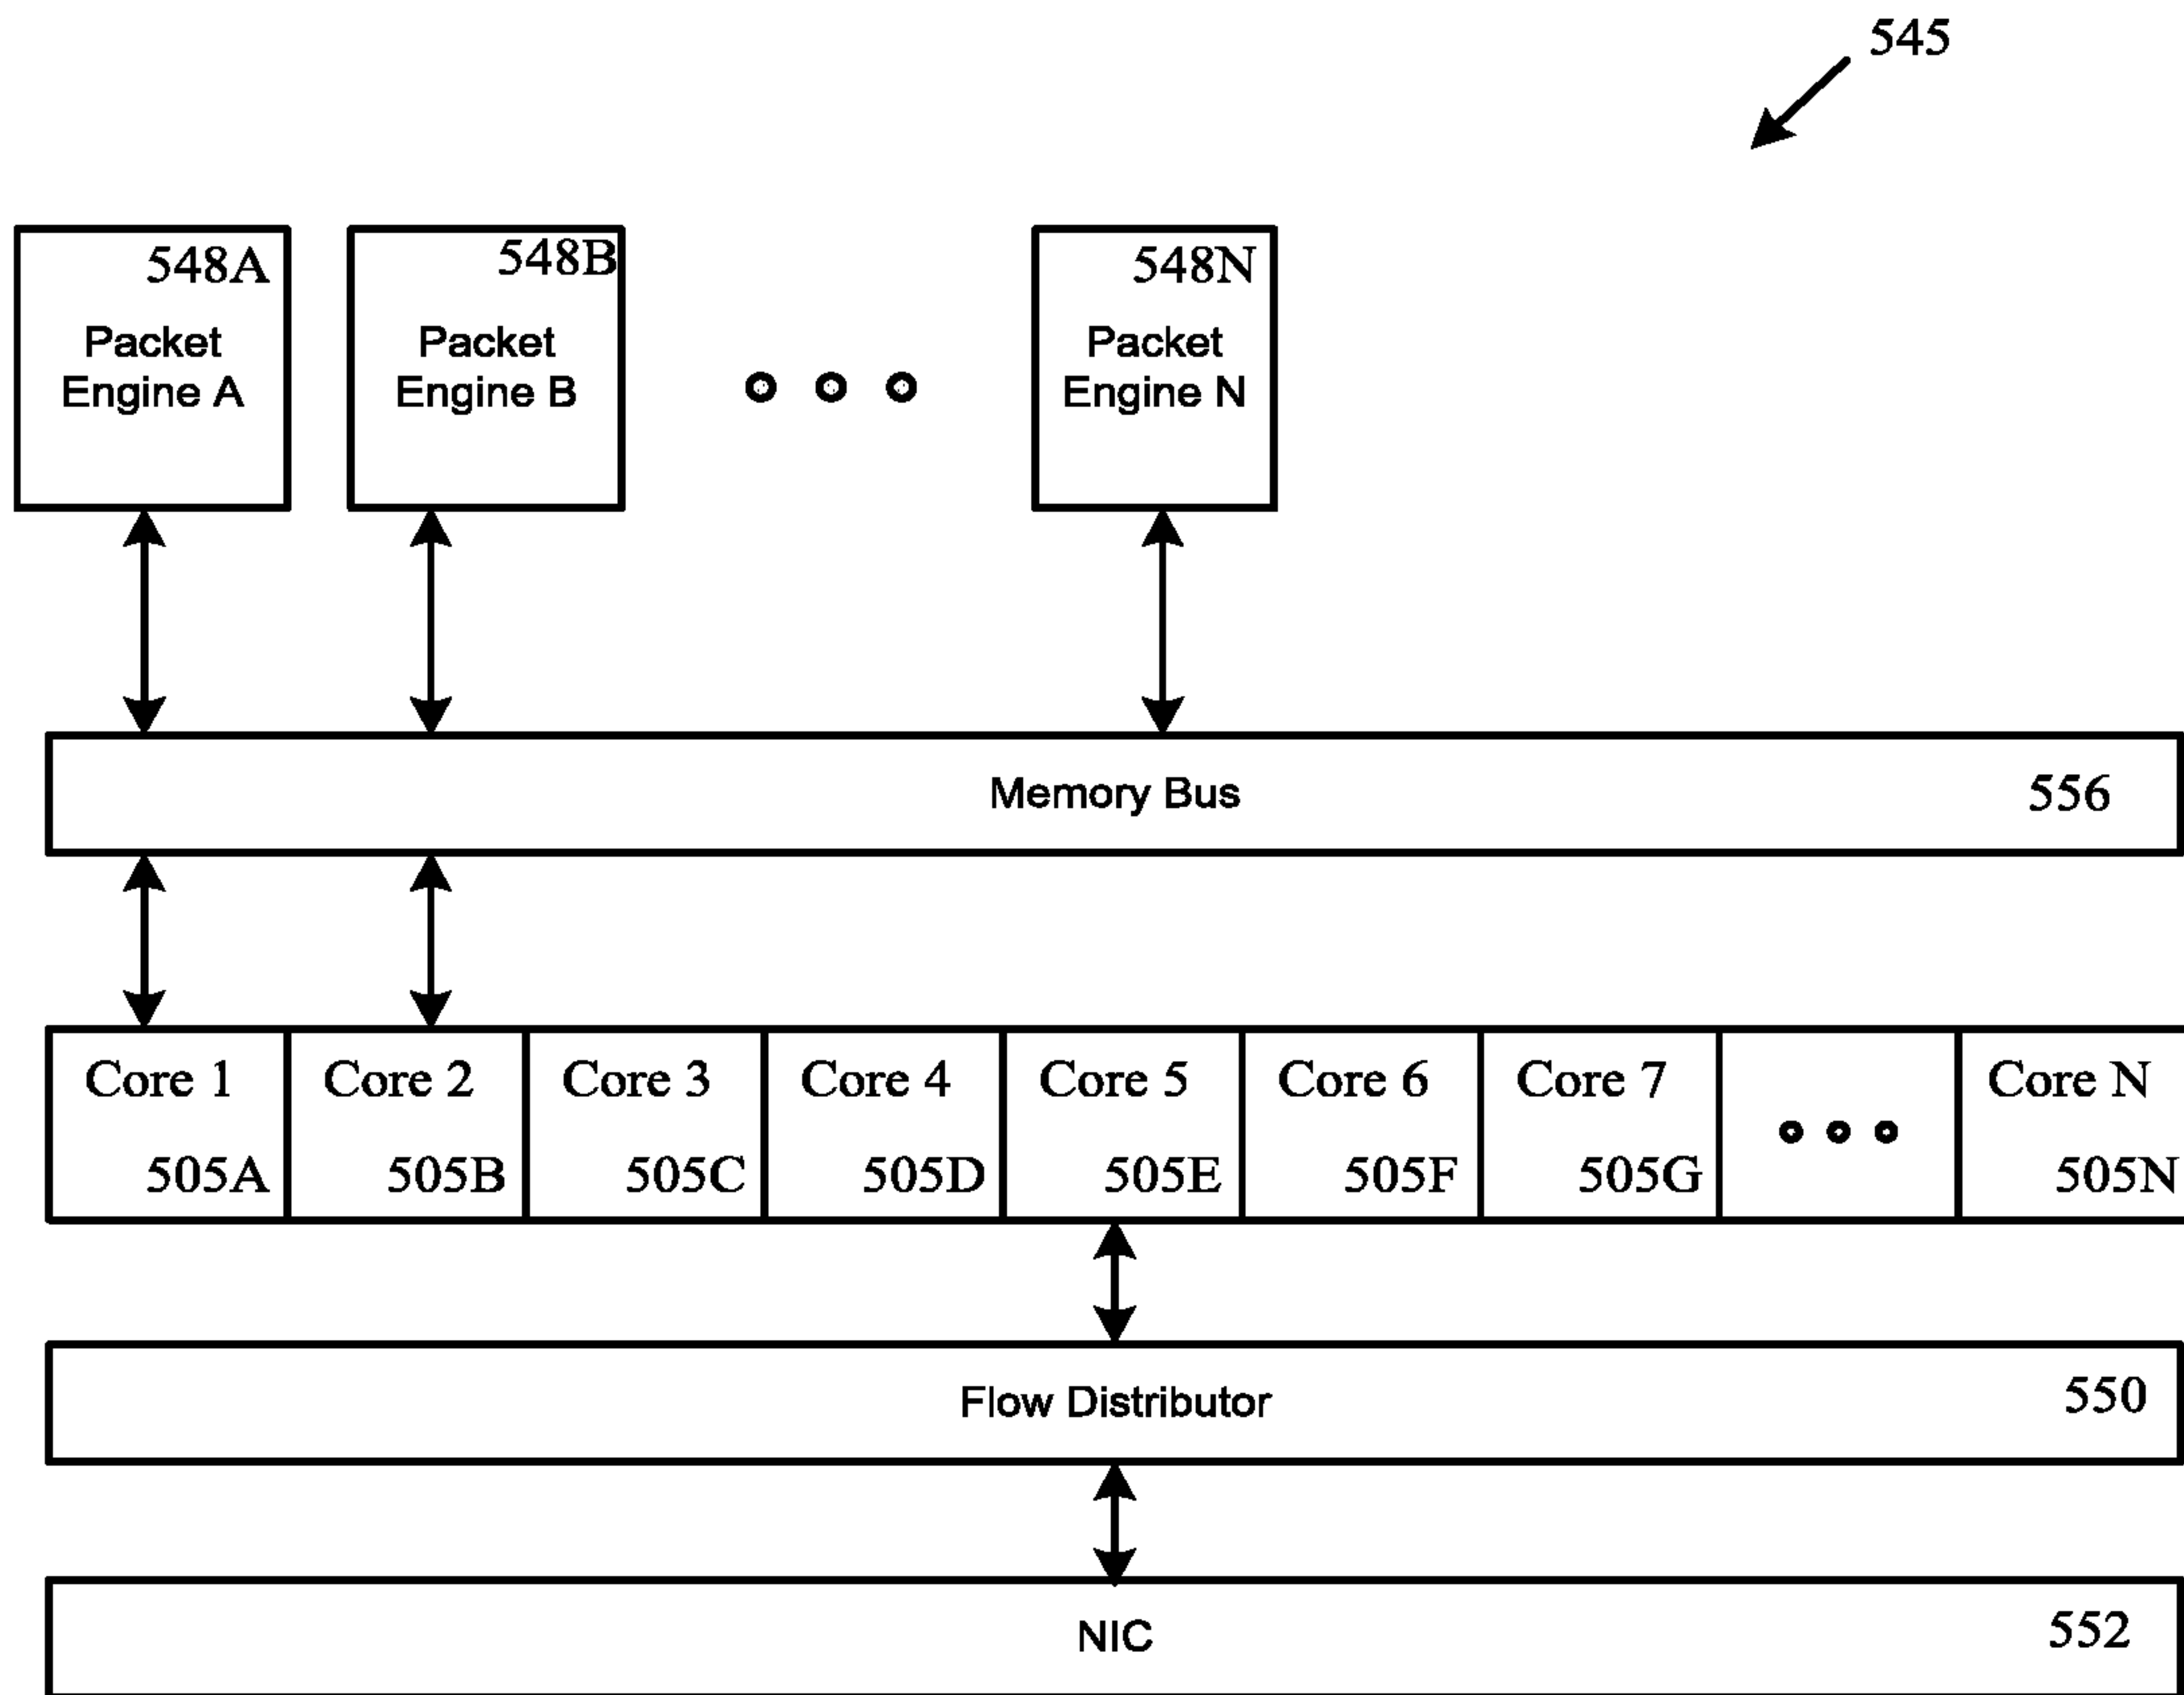 545
548A
Packet
Engine A
548B
Packet
Engine B
548N
Packet
Engine N
Memory Bus
556
Core 1
505A
Core 2
505B
Core 3
505C
Core 4
505D
Core 5
505E
Core 6
505F
Core 7
505G
Core N
505N
Flow Distributor
550
NIC
552